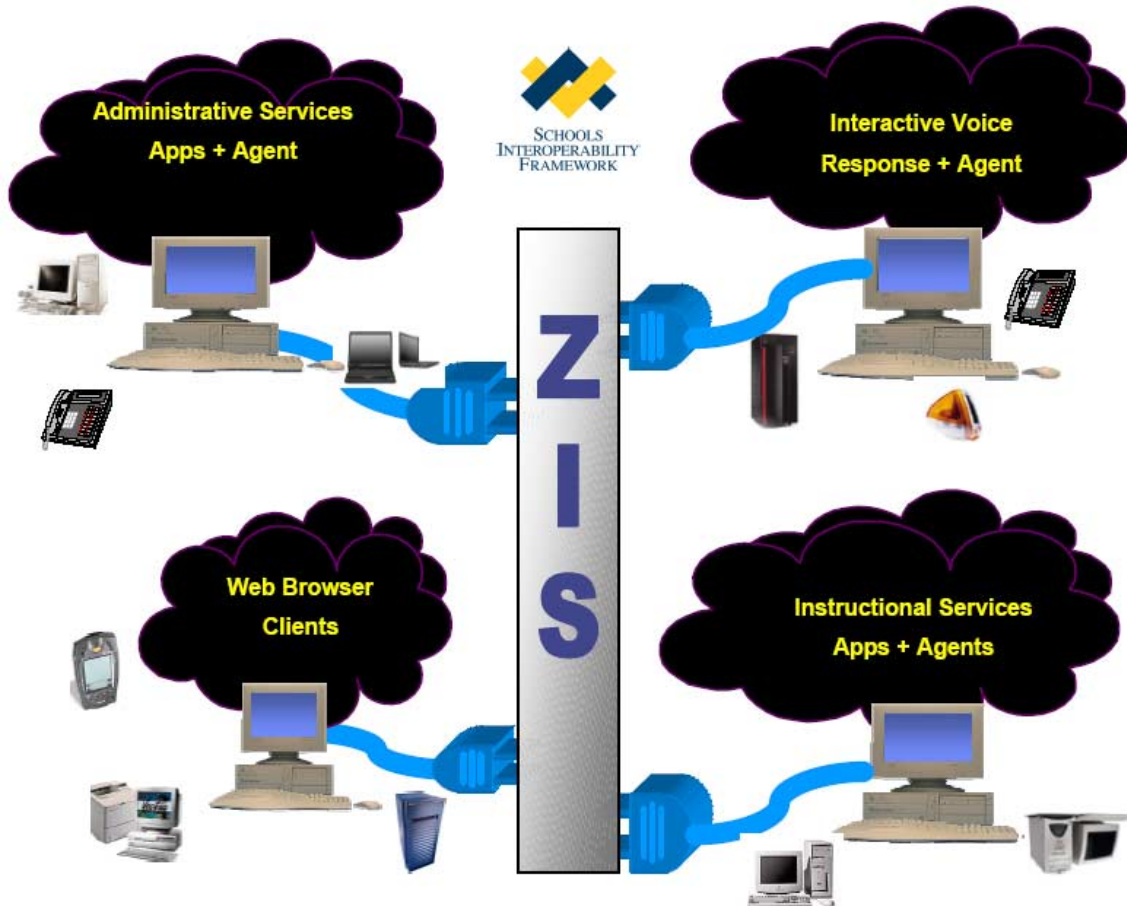 Administrative Services
Apps + Agent
SCHOOLS
INTEROPERABILITY
FRAMEWORK
Interactive Voice
Response + Agent
Z
I
S
Web Browser
Clients
Instructional Services
Apps + Agents